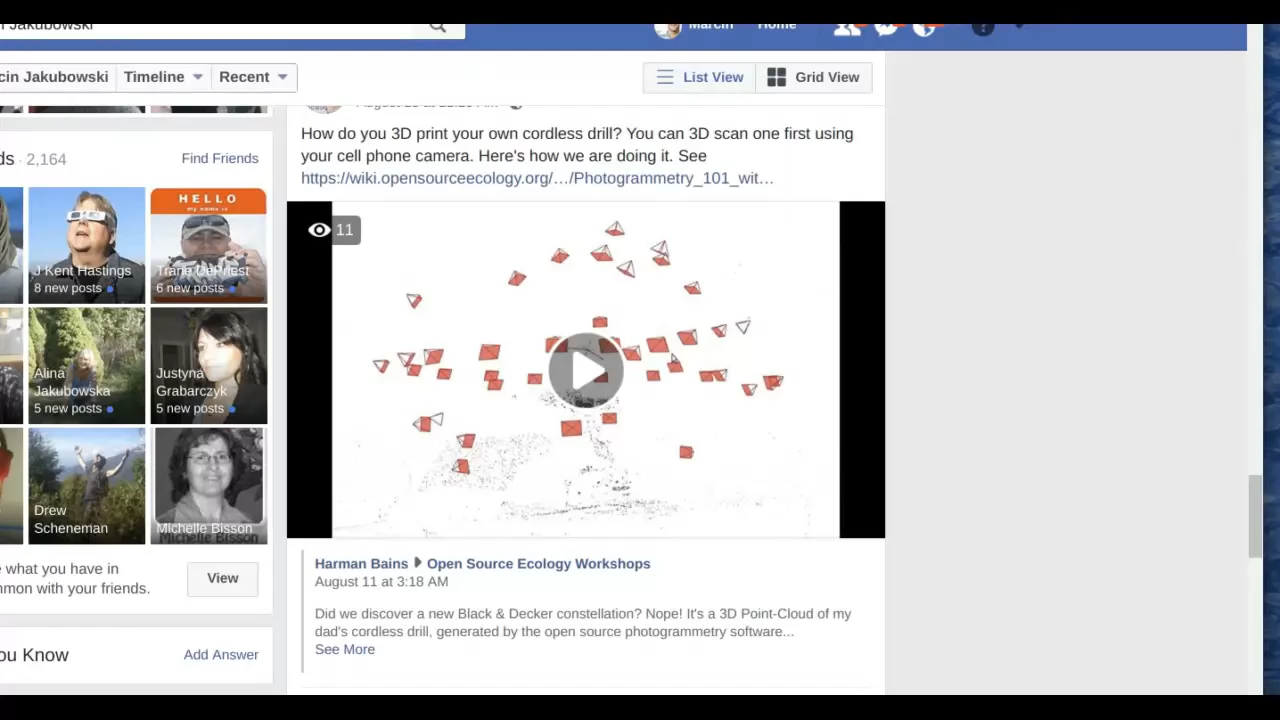 Jakubowski
Marcin
Home
cin Jakubowski
Timeline
Recent
List View
Grid View
ds · 2,164
Find Friends
HELLO
my name is
J Kent Hastings
8 new posts
Trane DePriest
6 new posts
Alina
Jakubowska
5 new posts
Justyna
Grabarczyk
5 new posts
Drew
Scheneman
Michelle Bisson
Michelle Bisson
e what you have in
mmon with your friends.
View
ou Know
Add Answer
How do you 3D print your own cordless drill? You can 3D scan one first using
your cell phone camera. Here's how we are doing it. See
https://wiki.opensourceecology.org/…/Photogrammetry_101_wit…
11
Harman Bains
Open Source Ecology Workshops
August 11 at 3:18 AM
Did we discover a new Black & Decker constellation? Nope! It's a 3D Point-Cloud of my
dad's cordless drill, generated by the open source photogrammetry software...
See More